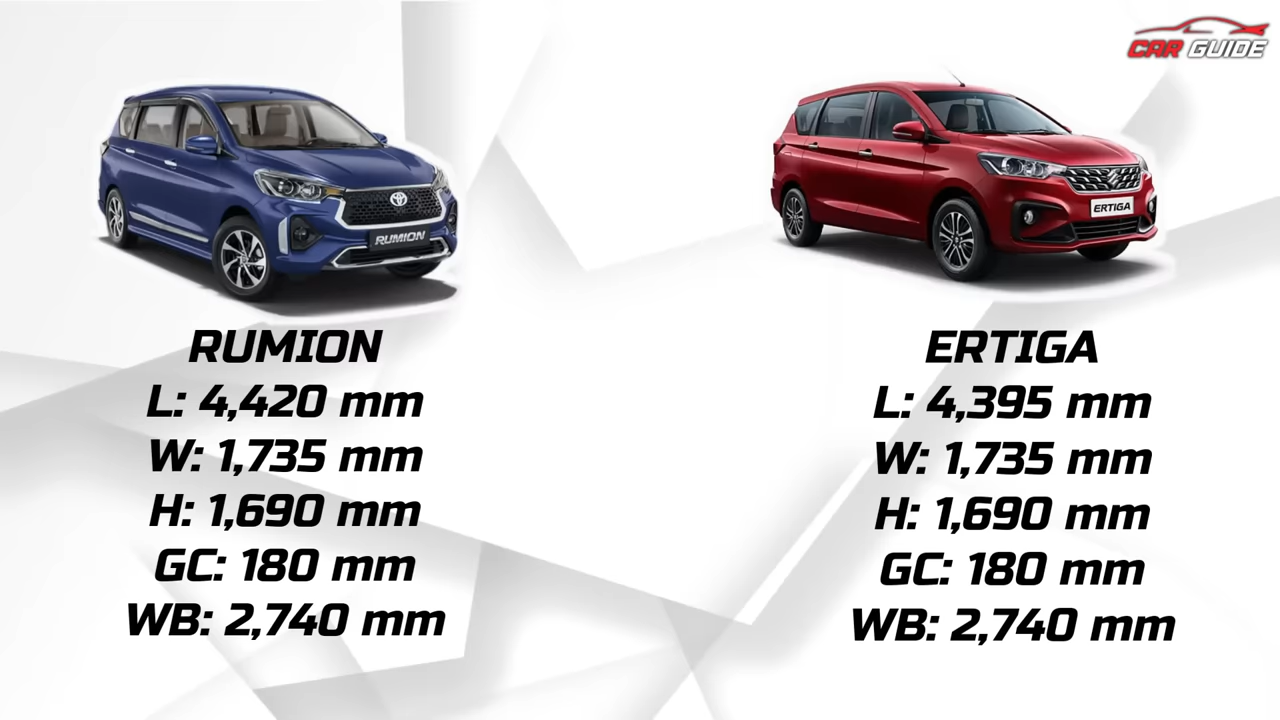 CAR GUIDE
RUMION
ERTIGA
RUMION
L: 4,420 mm
W: 1,735 mm
H: 1,690 mm
GC: 180 mm
WB: 2,740 mm
ERTIGA
L: 4,395 mm
W: 1,735 mm
H: 1,690 mm
GC: 180 mm
WB: 2,740 mm